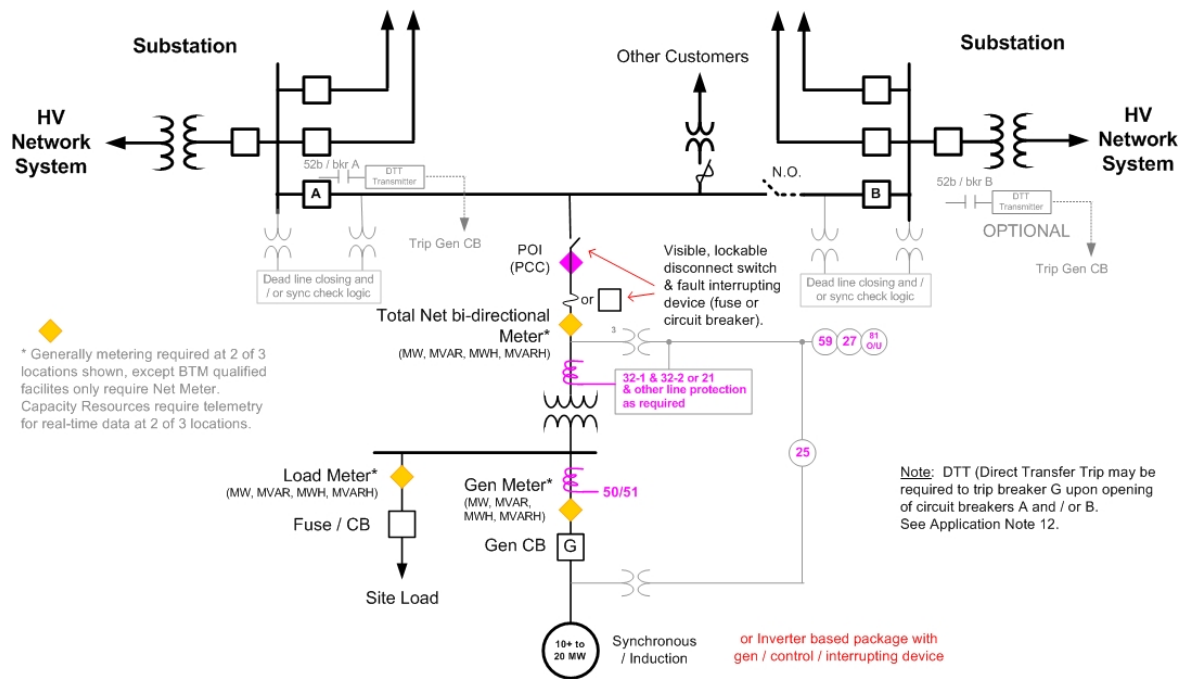 Substation
Substation
Other Customers
HV
Network
System
HV
Network
System
52b / bkr A
DTT
Transmitter
A
Trip Gen CB
N.O.
B
52b / bkr B
DTT
Transmitter
OPTIONAL
Trip Gen CB
Dead line closing and
/ or sync check logic
Dead line closing and /
or sync check logic
POI
(PCC)
Visible, lockable
disconnect switch
& fault interrupting
device (fuse or
circuit breaker).
or
Total Net bi-directional
Meter*
(MW, MVAR, MWH, MVARH)
3
59
27
81
O/U
* Generally metering required at 2 of 3
locations shown, except BTM qualified
facilites only require Net Meter.
Capacity Resources require telemetry
for real-time data at 2 of 3 locations.
32-1 & 32-2 or 21
& other line protection
as required
25
Load Meter*
(MW, MVAR, MWH, MVARH)
Fuse / CB
Site Load
Gen Meter*
(MW, MVAR,
MWH, MVARH)
50/51
Gen CB
G
Note: DTT (Direct Transfer Trip may be
required to trip breaker G upon opening
of circuit breakers A and / or B.
See Application Note 12.
10+ to
20 MW
Synchronous
/ Induction
or Inverter based package with
gen / control / interrupting device